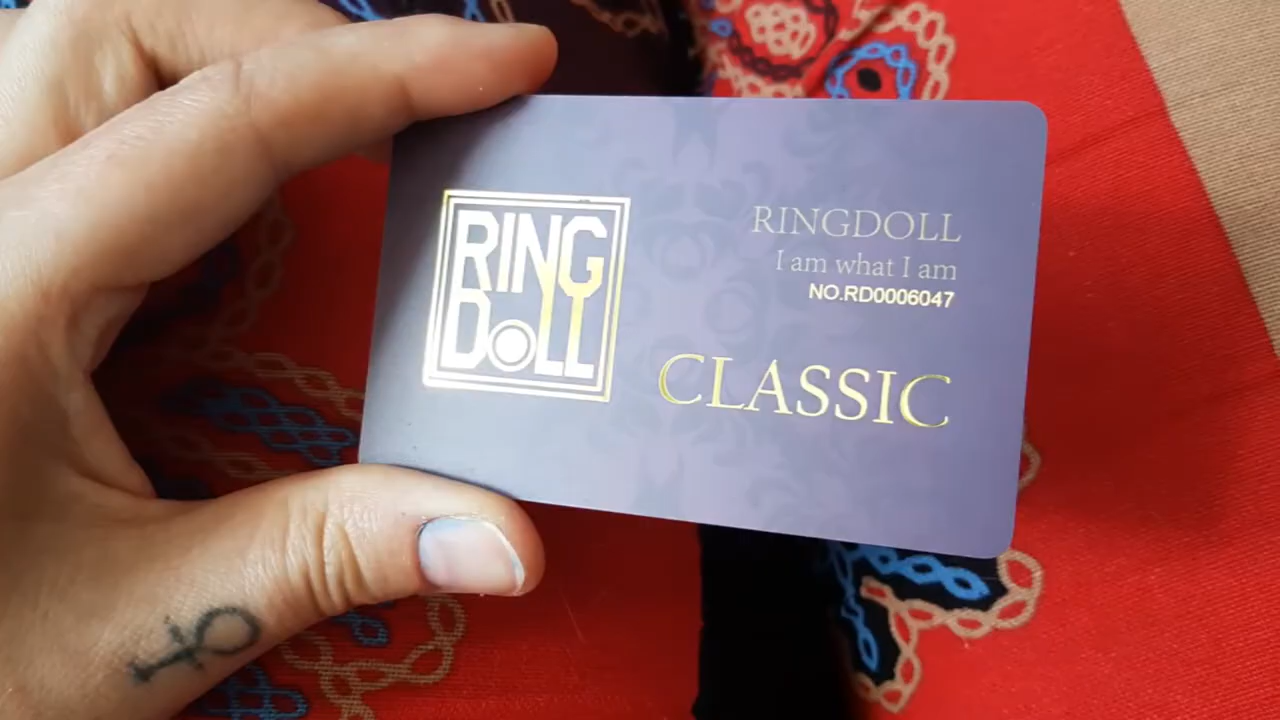 RING
DOLL
RINGDOLL
I am what I am
NO.RD0006047
CLASSIC